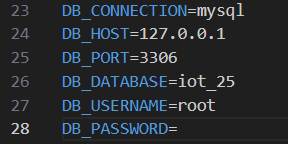 23 DB_CONNECTION=mysql
24 DB_HOST=127.0.0.1
25 DB_PORT=3306
26 DB_DATABASE=iot_25
27 DB_USERNAME=root
28 DB_PASSWORD=